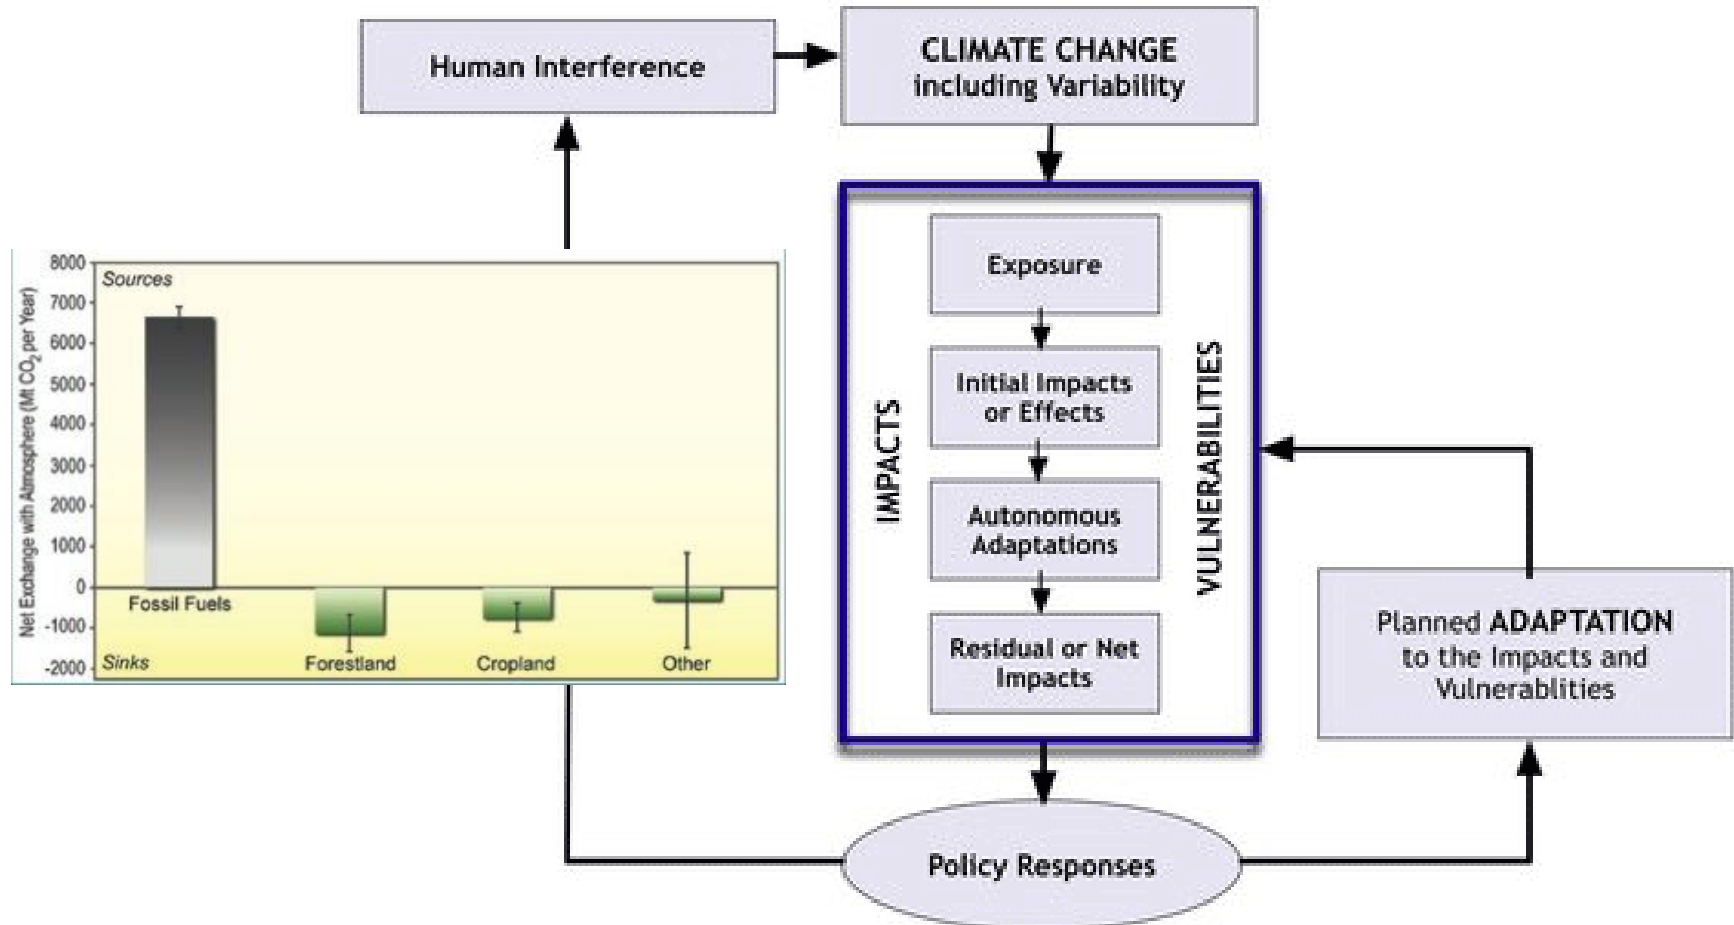 Human Interference
CLIMATE CHANGE
including Variability
Net Exchange with Atmosphere (Mt CO2 per Year)
8000
7000
6000
5000
4000
3000
2000
1000
0
-1000
-2000
Sources
Fossil Fuels
Sinks
Forestland
Cropland
Other
IMPACTS
Exposure
Initial Impacts
or Effects
Autonomous
Adaptations
Residual or Net
Impacts
VULNERABILITIES
Planned ADAPTATION
to the Impacts and
Vulnerablities
Policy Responses